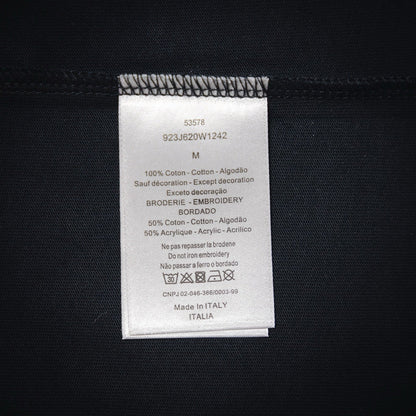 53578
923J620W1242
M
100% Coton - Cotton - Algodão
Sauf décoration - Except decoration
Exceto decoração
BRODERIE - EMBROIDERY
BORDADO
50% Coton - Cotton - Algodão
50% Acrylique - Acrylic - Acrílico
Ne pas repasser la broderie
Do not iron embroidery
Não passar a ferro o bordado
30
CNPJ 02-046-386/0003-99
Made In ITALY
ITALIA